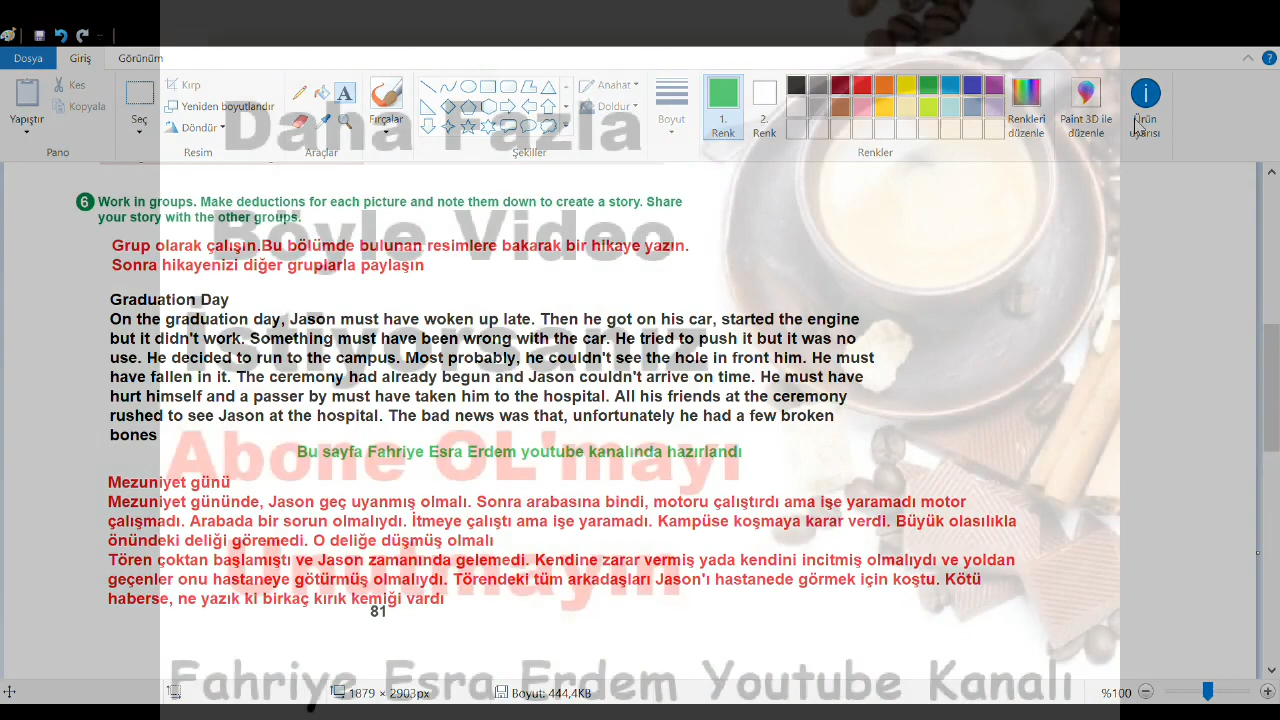 Dosya
Giriş
Görünüm
Yapıştır
Kes
Kopyala
Pano
Seç
Kırp
Yeniden boyutlandır
Döndür
Resim
A
Araçlar
Fırçalar
Şekiller
Anahat
Doldur
Boyut
1.
Renk
2.
Renk
Renkler
Renkleri
düzenle
Paint 3D ile
düzenle
Ürün
uyarısı
Daha Fazla
6 Work in groups. Make deductions for each picture and note them down to create a story. Share
your story with the other groups.
Böyle Video
Grup olarak çalışın.Bu bölümde bulunan resimlere bakarak bir hikaye yazın.
Sonra hikayenizi diğer gruplarla paylaşın
Graduation Day
On the graduation day, Jason must have woken up late. Then he got on his car, started the engine
but it didn't work. Something must have been wrong with the car. He tried to push it but it was no
İstiyorsanız
use. He decided to run to the campus. Most probably, he couldn't see the hole in front him. He must
have fallen in it. The ceremony had already begun and Jason couldn't arrive on time. He must have
hurt himself and a passer by must have taken him to the hospital. All his friends at the ceremony
rushed to see Jason at the hospital. The bad news was that, unfortunately he had a few broken
bones
Abone OL'mayı
Bu sayfa Fahriye Esra Erdem youtube kanalında hazırlandı
Mezuniyet günü
Mezuniyet gününde, Jason geç uyanmış olmalı. Sonra arabasına bindi, motoru çalıştırdı ama işe yaramadı motor
çalışmadı. Arabada bir sorun olmalıydı. İtmeye çalıştı ama işe yaramadı. Kampüse koşmaya karar verdi. Büyük olasılıkla
önündeki deliği göremedi. O deliğe düşmüş olmalı
Unutmayın
Tören çoktan başlamıştı ve Jason zamanında gelemedi. Kendine zarar vermiş yada kendini incitmiş olmalıydı ve yoldan
geçenler onu hastaneye götürmüş olmalıydı. Törendeki tüm arkadaşları Jason'ı hastanede görmek için koştu. Kötü
haberse, ne yazık ki birkaç kırık kemiği vardı
81
Fahriye Esra Erdem Youtube Kanalı
1879 × 2903px
Boyut: 444,4KB
%100